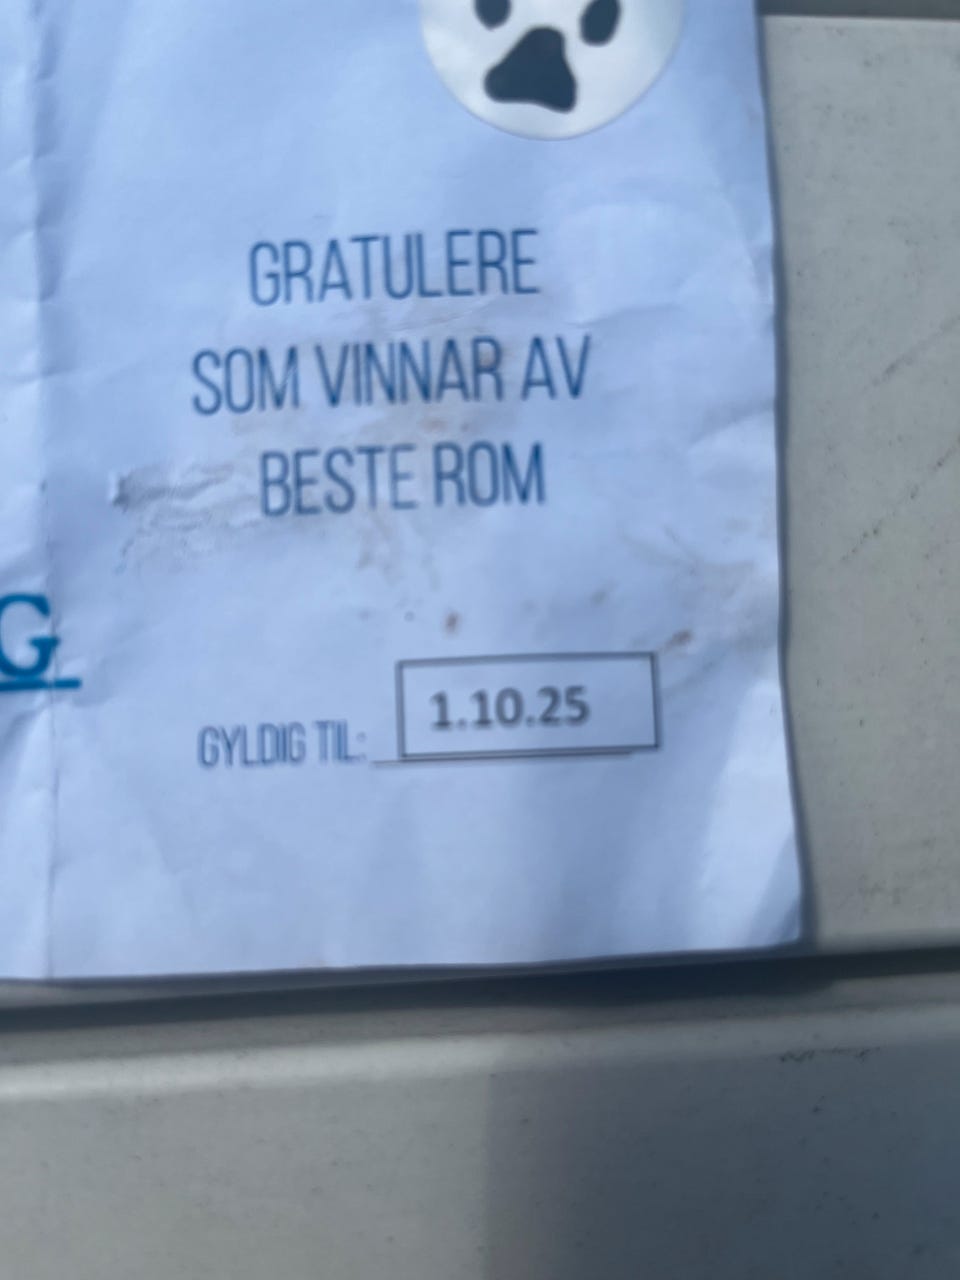 GRATULERE
SOM VINNAR AV
BESTE ROM
G
GYLDIG TIL: 1.10.25